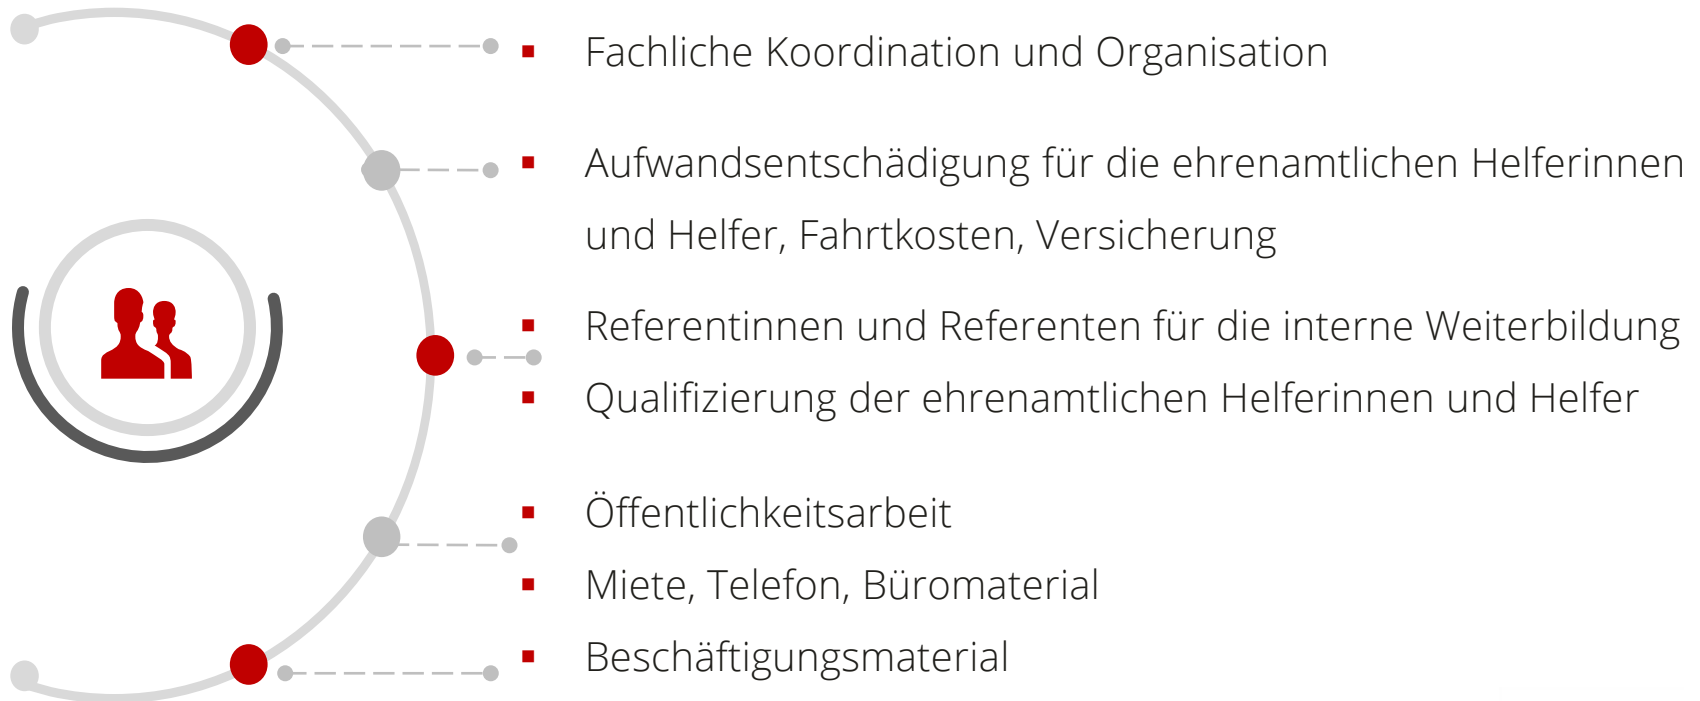 Fachliche Koordination und Organisation
Aufwandsentschädigung für die ehrenamtlichen Helferinnen
und Helfer, Fahrtkosten, Versicherung
Referentinnen und Referenten für die interne Weiterbildung
Qualifizierung der ehrenamtlichen Helferinnen und Helfer
Öffentlichkeitsarbeit
Miete, Telefon, Büromaterial
Beschäftigungsmaterial